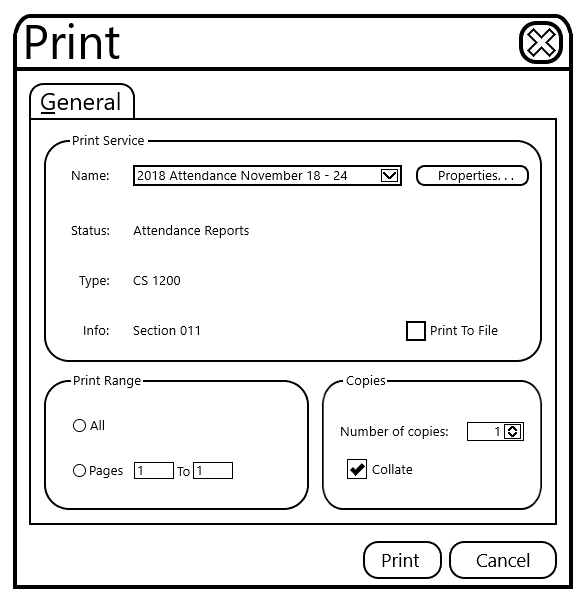 Print
General
Print Service
Name: 2018 Attendance November 18 - 24 Properties. . .
Status: Attendance Reports
Type: CS 1200
Info: Section 011 Print To File
Print Range
All
Pages 1 To 1
Copies
Number of copies: 1
Collate
Print Cancel